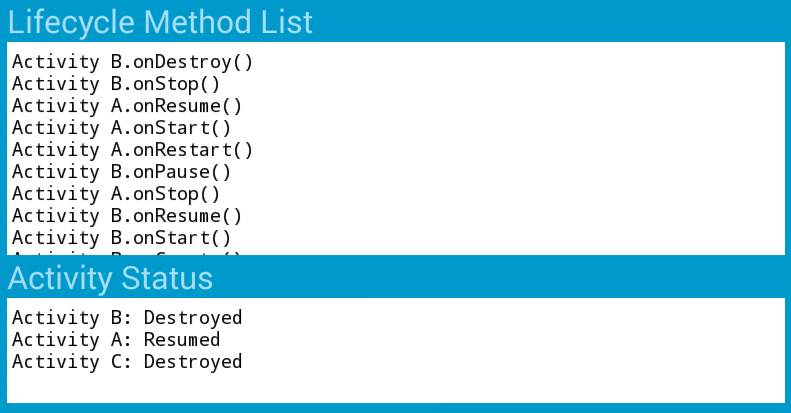 Lifecycle Method List
Activity B.onDestroy()
Activity B.onStop()
Activity A.onResume()
Activity A.onStart()
Activity A.onRestart()
Activity B.onPause()
Activity A.onStop()
Activity B.onResume()
Activity B.onStart()
Activity Status
Activity B: Destroyed
Activity A: Resumed
Activity C: Destroyed